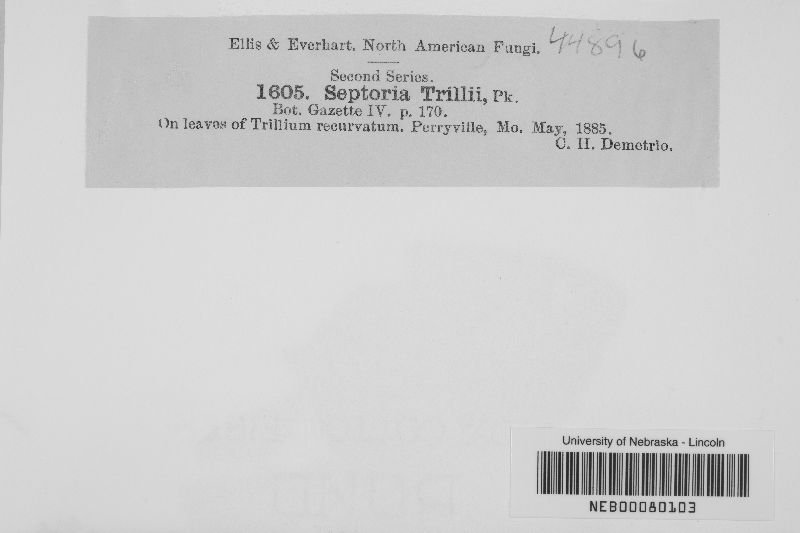 Ellis & Everhart. North American Fungi. 44896
Second Series.
1605. Septoria Trillii, Pk.
Bot. Gazette IV. p. 170.
On leaves of Trillium recurvatum. Perryville, Mo. May, 1885.
C. H. Demetrio.
University of Nebraska - Lincoln
NEB00080103